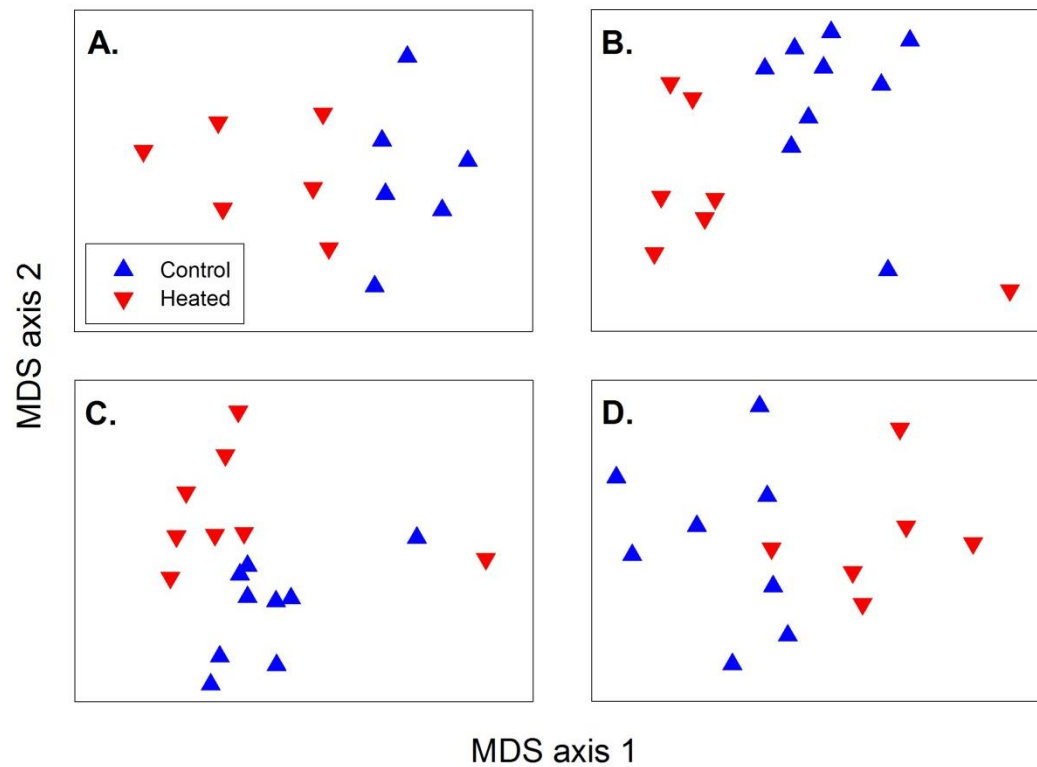 A.
B.
Control
Heated
MDS axis 2
C.
D.
MDS axis 1